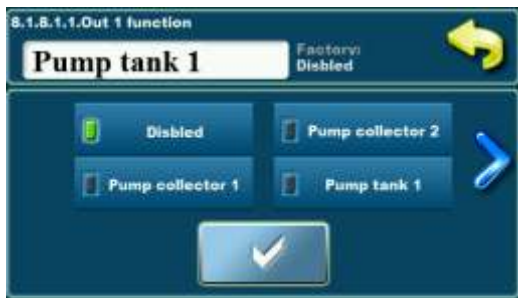 8.1.8.1.1.Out 1 function
Pump tank 1
Factory:
Disbled
Disbled
Pump collector 2
Pump collector 1
Pump tank 1